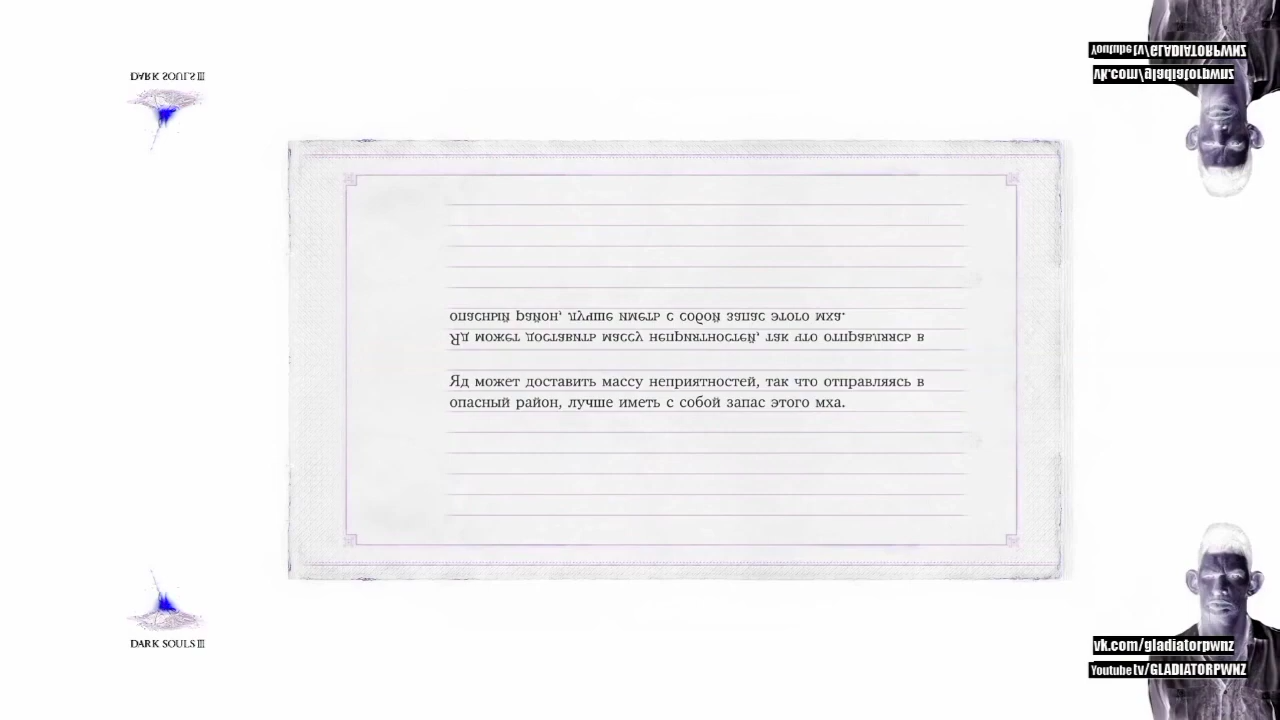 DARK SOULS III
Youtube tv/GLADIATORPWNZ
vk.com/gladiatorpwnz
опасный район, лучше иметь с собой запас этого мха.
Яд может доставить массу неприятностей, так что отправляясь в
Яд может доставить массу неприятностей, так что отправляясь в
опасный район, лучше иметь с собой запас этого мха.
DARK SOULS III
vk.com/gladiatorpwnz
Youtube tv/GLADIATORPWNZ